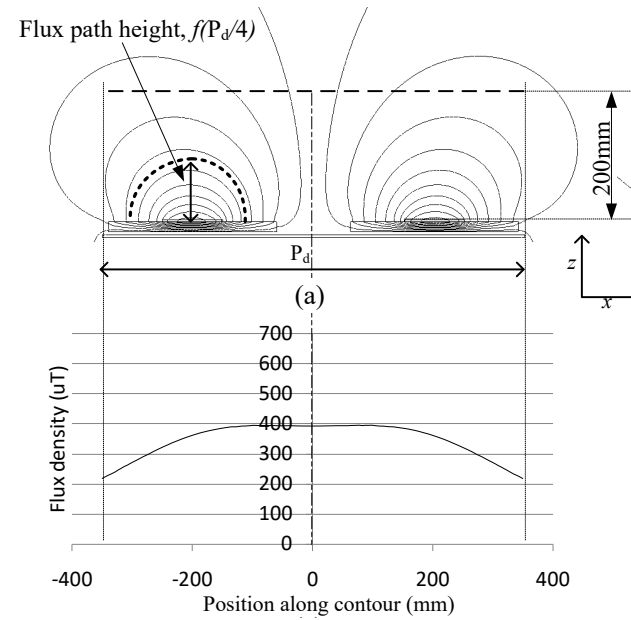 Flux path height, f(Pd/4)
200mm
Pd
z
x
(a)
Flux density (uT)
700
600
500
400
300
200
100
0
-400 -200 0 200 400
Position along contour (mm)